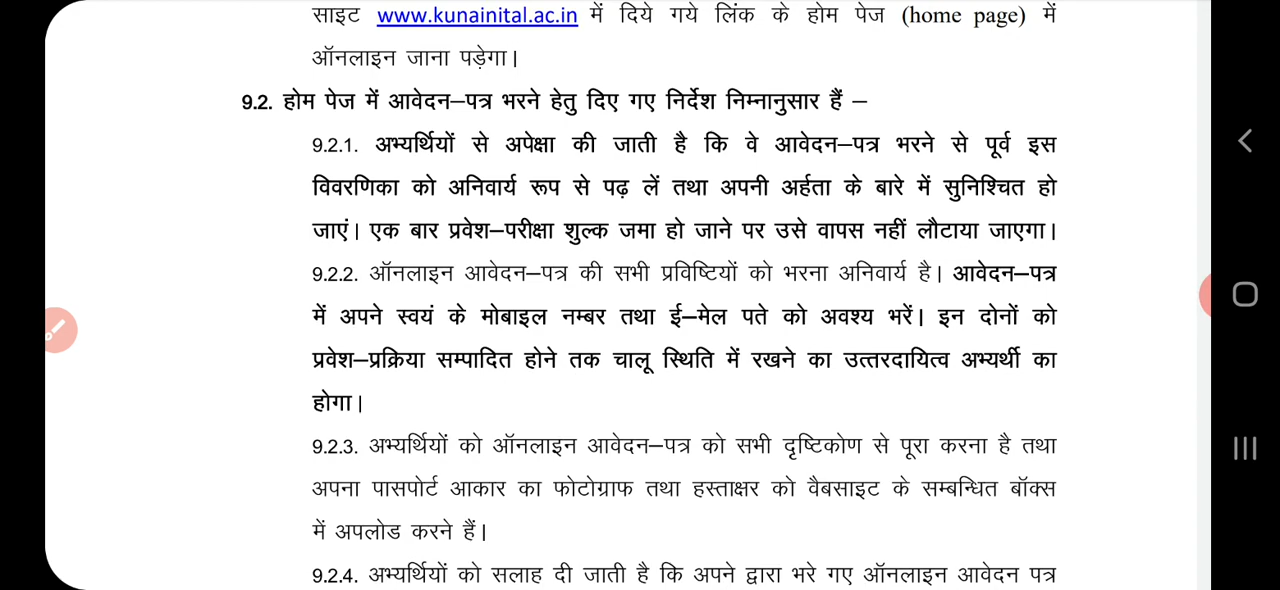 साइट www.kunainital.ac.in में दिये गये लिंक के होम पेज (home page) में
ऑनलाइन जाना पड़ेगा।
9.2. होम पेज में आवेदन–पत्र भरने हेतु दिए गए निर्देश निम्नानुसार हैं –
9.2.1. अभ्यर्थियों से अपेक्षा की जाती है कि वे आवेदन–पत्र भरने से पूर्व इस
विवरणिका को अनिवार्य रूप से पढ़ लें तथा अपनी अर्हता के बारे में सुनिश्चित हो
जाएं। एक बार प्रवेश–परीक्षा शुल्क जमा हो जाने पर उसे वापस नहीं लौटाया जाएगा।
9.2.2. ऑनलाइन आवेदन–पत्र की सभी प्रविष्टियों को भरना अनिवार्य है। आवेदन–पत्र
में अपने स्वयं के मोबाइल नम्बर तथा ई–मेल पते को अवश्य भरें। इन दोनों को
प्रवेश–प्रक्रिया सम्पादित होने तक चालू स्थिति में रखने का उत्तरदायित्व अभ्यर्थी का
होगा।
9.2.3. अभ्यर्थियों को ऑनलाइन आवेदन–पत्र को सभी दृष्टिकोण से पूरा करना है तथा
अपना पासपोर्ट आकार का फोटोग्राफ तथा हस्ताक्षर को वैबसाइट के सम्बन्धित बॉक्स
में अपलोड करने हैं।
9.2.4. अभ्यर्थियों को सलाह दी जाती है कि अपने द्वारा भरे गए ऑनलाइन आवेदन पत्र